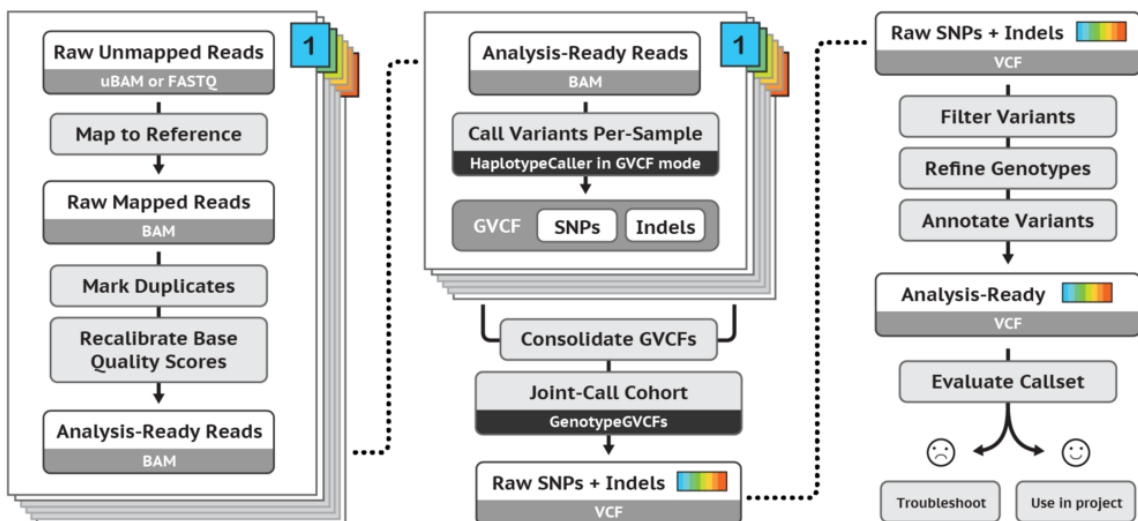 1
Raw Unmapped Reads
uBAM or FASTQ
Map to Reference
Raw Mapped Reads
BAM
Mark Duplicates
Recalibrate Base
Quality Scores
Analysis-Ready Reads
BAM
1
Analysis-Ready Reads
BAM
Call Variants Per-Sample
HaplotypeCaller in GVCF mode
GVCF SNPs Indels
Consolidate GVCFs
Joint-Call Cohort
GenotypeGVCFs
Raw SNPs + Indels
VCF
Raw SNPs + Indels
VCF
Filter Variants
Refine Genotypes
Annotate Variants
Analysis-Ready
VCF
Evaluate Callset
Troubleshoot Use in project